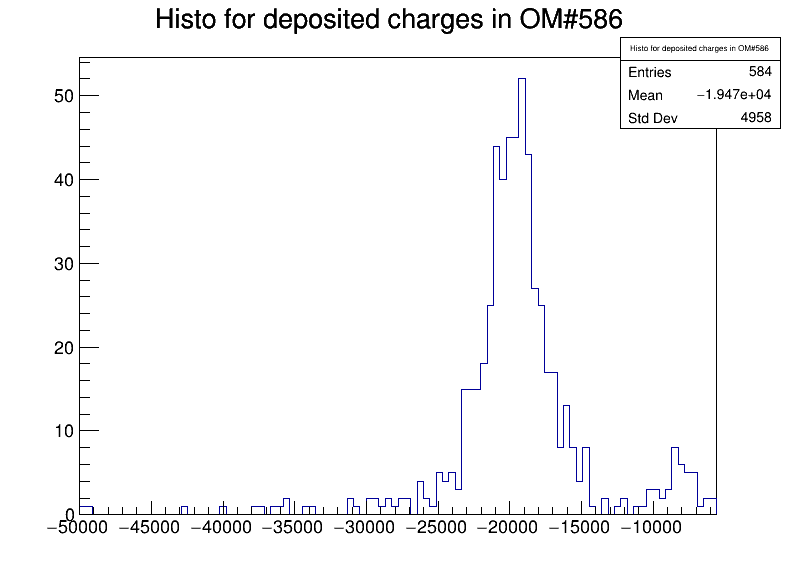 Histo for deposited charges in OM#586
Histo for deposited charges in OM#586
Entries 584
Mean −1.947e+04
Std Dev 4958
50
40
30
20
10
0
−50000 −45000 −40000 −35000 −30000 −25000 −20000 −15000 −10000